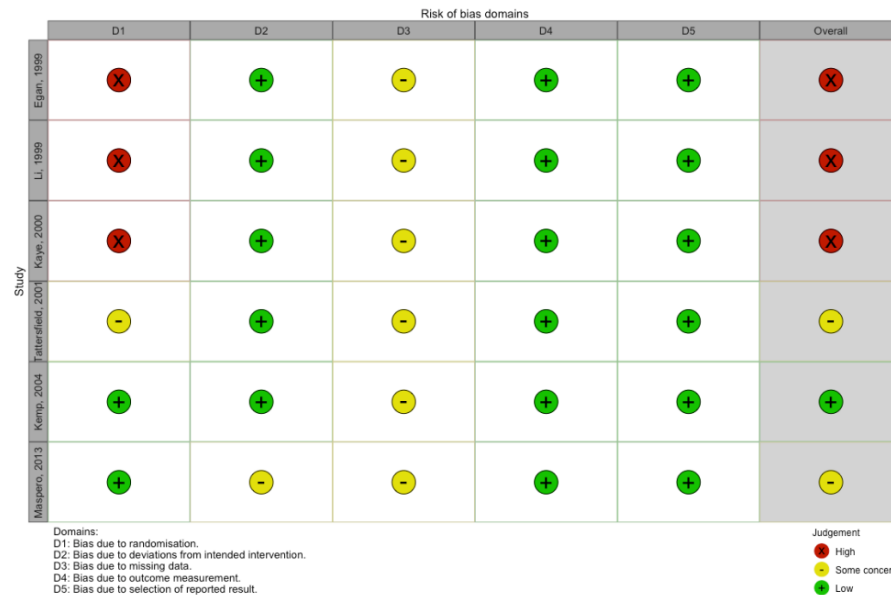 Risk of bias domains
D1 D2 D3 D4 D5 Overall
Study
Egan, 1999
X + - + + X
Li, 1999
X + - + + X
Kaye, 2000
X + - + + X
Tattersfield, 2001
- + - + + -
Kemp, 2004
+ + - + + +
Maspero, 2013
+ - - + + -
Domains:
D1: Bias due to randomisation.
D2: Bias due to deviations from intended intervention.
D3: Bias due to missing data.
D4: Bias due to outcome measurement.
D5: Bias due to selection of reported result.
Judgement
X High
- Some concer
+ Low